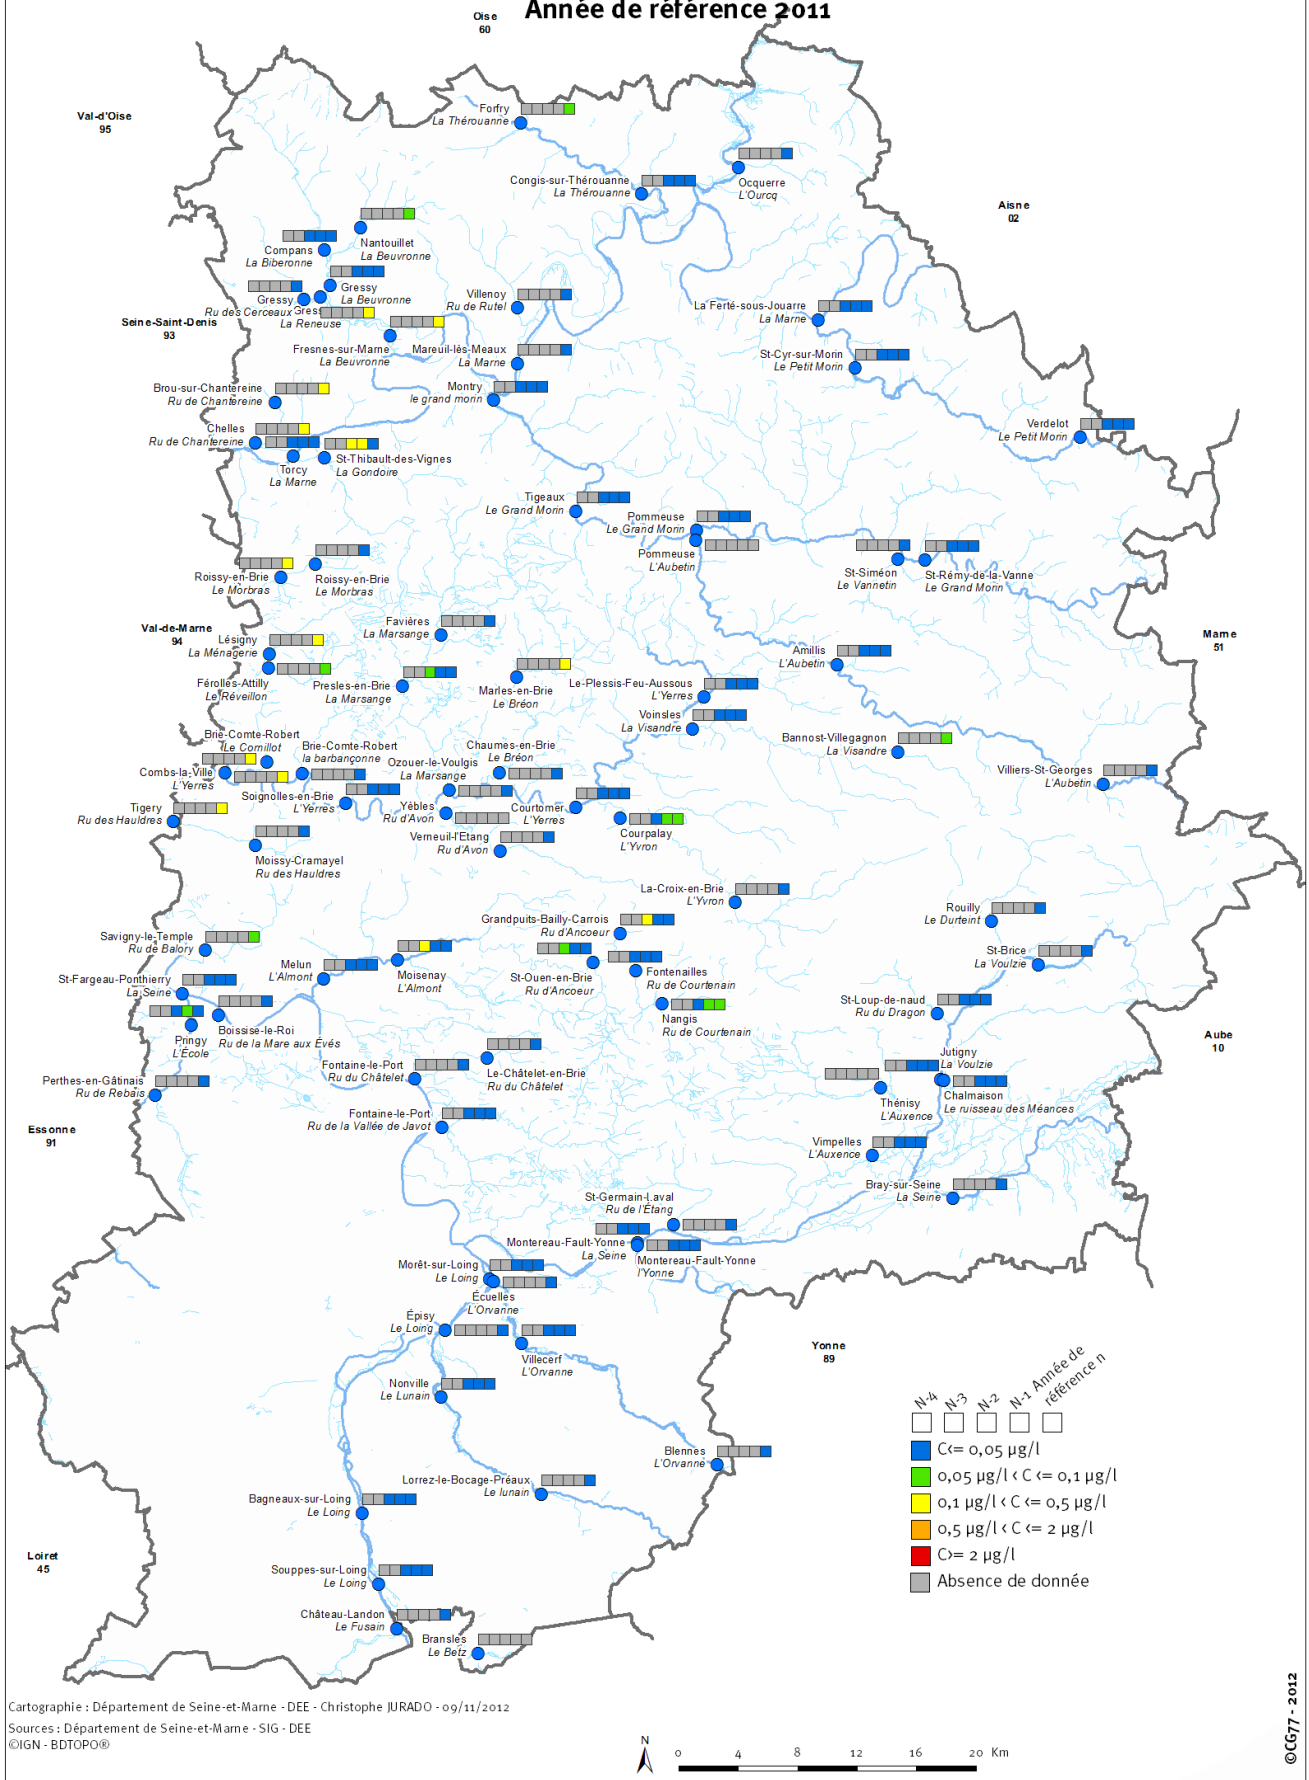 Année de référence 2011
Oise
60
Val-d'Oise
95
Forfry
La Thérouanne
Ocquerre
L'Ourcq
Congis-sur-Thérouanne
La Thérouanne
Aisne
02
Nantouillet
La Beuvronne
Compans
La Biberonne
Gressy
La Beuvronne
Gressy
Ru des Cerceaux
Gress
La Reneuse
Villenoy
Ru de Rutel
La Ferté-sous-Jouarre
La Marne
Seine-Saint-Denis
93
Fresnes-sur-Marne
La Beuvronne
Mareuil-lès-Meaux
La Marne
St-Cyr-sur-Morin
Le Petit Morin
Brou-sur-Chantereine
Ru de Chantereine
Montry
le grand morin
Chelles
Ru de Chantereine
Verdelot
Le Petit Morin
Torcy
La Marne
St-Thibault-des-Vignes
La Gondoire
Tigeaux
Le Grand Morin
Pommeuse
Le Grand Morin
Pommeuse
L'Aubetin
St-Siméon
Le Vannetin
St-Rémy-de-la-Vanne
Le Grand Morin
Roissy-en-Brie
Le Morbras
Roissy-en-Brie
Le Morbras
Favières
La Marsange
Val-de-Marne
94
Lésigny
La Ménagerie
Marne
51
Amillis
L'Aubetin
Férolles-Attilly
Le Réveillon
Presles-en-Brie
La Marsange
Marles-en-Brie
Le Bréon
Le-Plessis-Feu-Aussous
L'Yerres
Voinsles
La Visandre
Bannost-Villegagnon
La Visandre
Brie-Comte-Robert
Le Cornillot
Brie-Comte-Robert
la barbançonne
Chaumes-en-Brie
Le Bréon
Ozouer-le-Voulgis
La Marsange
Combs-la-Ville
L'Yerres
Villiers-St-Georges
L'Aubetin
Soignolles-en-Brie
L'Yerres
Yèbles
Ru d'Avon
Courtomer
L'Yerres
Tigery
Ru des Hauldres
Courpalay
L'Yvron
Verneuil-l'Etang
Ru d'Avon
Moissy-Cramayel
Ru des Hauldres
La-Croix-en-Brie
L'Yvron
Grandpuits-Bailly-Carrois
Ru d'Ancoeur
Rouilly
Le Durteint
Savigny-le-Temple
Ru de Balory
St-Brice
La Voulzie
Melun
L'Almont
Moisenay
L'Almont
St-Ouen-en-Brie
Ru d'Ancoeur
Fontenailles
Ru de Courtenain
St-Fargeau-Ponthierry
La Seine
Nangis
Ru de Courtenain
St-Loup-de-naud
Ru du Dragon
Boissise-le-Roi
Ru de la Mare aux Évés
Pringy
L'École
Aube
10
Jutigny
La Voulzie
Fontaine-le-Port
Ru du Châtelet
Le-Châtelet-en-Brie
Ru du Châtelet
Perthes-en-Gâtinais
Ru de Rebais
Thénisy
L'Auxence
Chalmaison
Le ruisseau des Méances
Fontaine-le-Port
Ru de la Vallée de Javot
Essonne
91
Vimpelles
L'Auxence
Bray-sur-Seine
La Seine
St-Germain-Laval
Ru de l'Étang
Montereau-Fault-Yonne
La Seine
Montereau-Fault-Yonne
l'Yonne
Morêt-sur-Loing
Le Loing
Écuelles
L'Orvanne
Épisy
Le Loing
Villecerf
L'Orvanne
Yonne
89
Nonville
Le Lunain
N-4
N-3
N-2
N-1
Année de
référence n
C<= 0,05 µg/l
0,05 µg/l < C <= 0,1 µg/l
0,1 µg/l < C <= 0,5 µg/l
0,5 µg/l < C <= 2 µg/l
C>= 2 µg/l
Absence de donnée
Blennes
L'Orvanne
Lorrez-le-Bocage-Préaux
Le lunain
Bagneaux-sur-Loing
Le Loing
Loiret
45
Souppes-sur-Loing
Le Loing
Château-Landon
Le Fusain
Bransles
Le Betz
Cartographie : Département de Seine-et-Marne - DEE - Christophe JURADO - 09/11/2012
Sources : Département de Seine-et-Marne - SIG - DEE
©IGN - BDTOPO®
N
0 4 8 12 16 20 Km
©CG77 - 2012